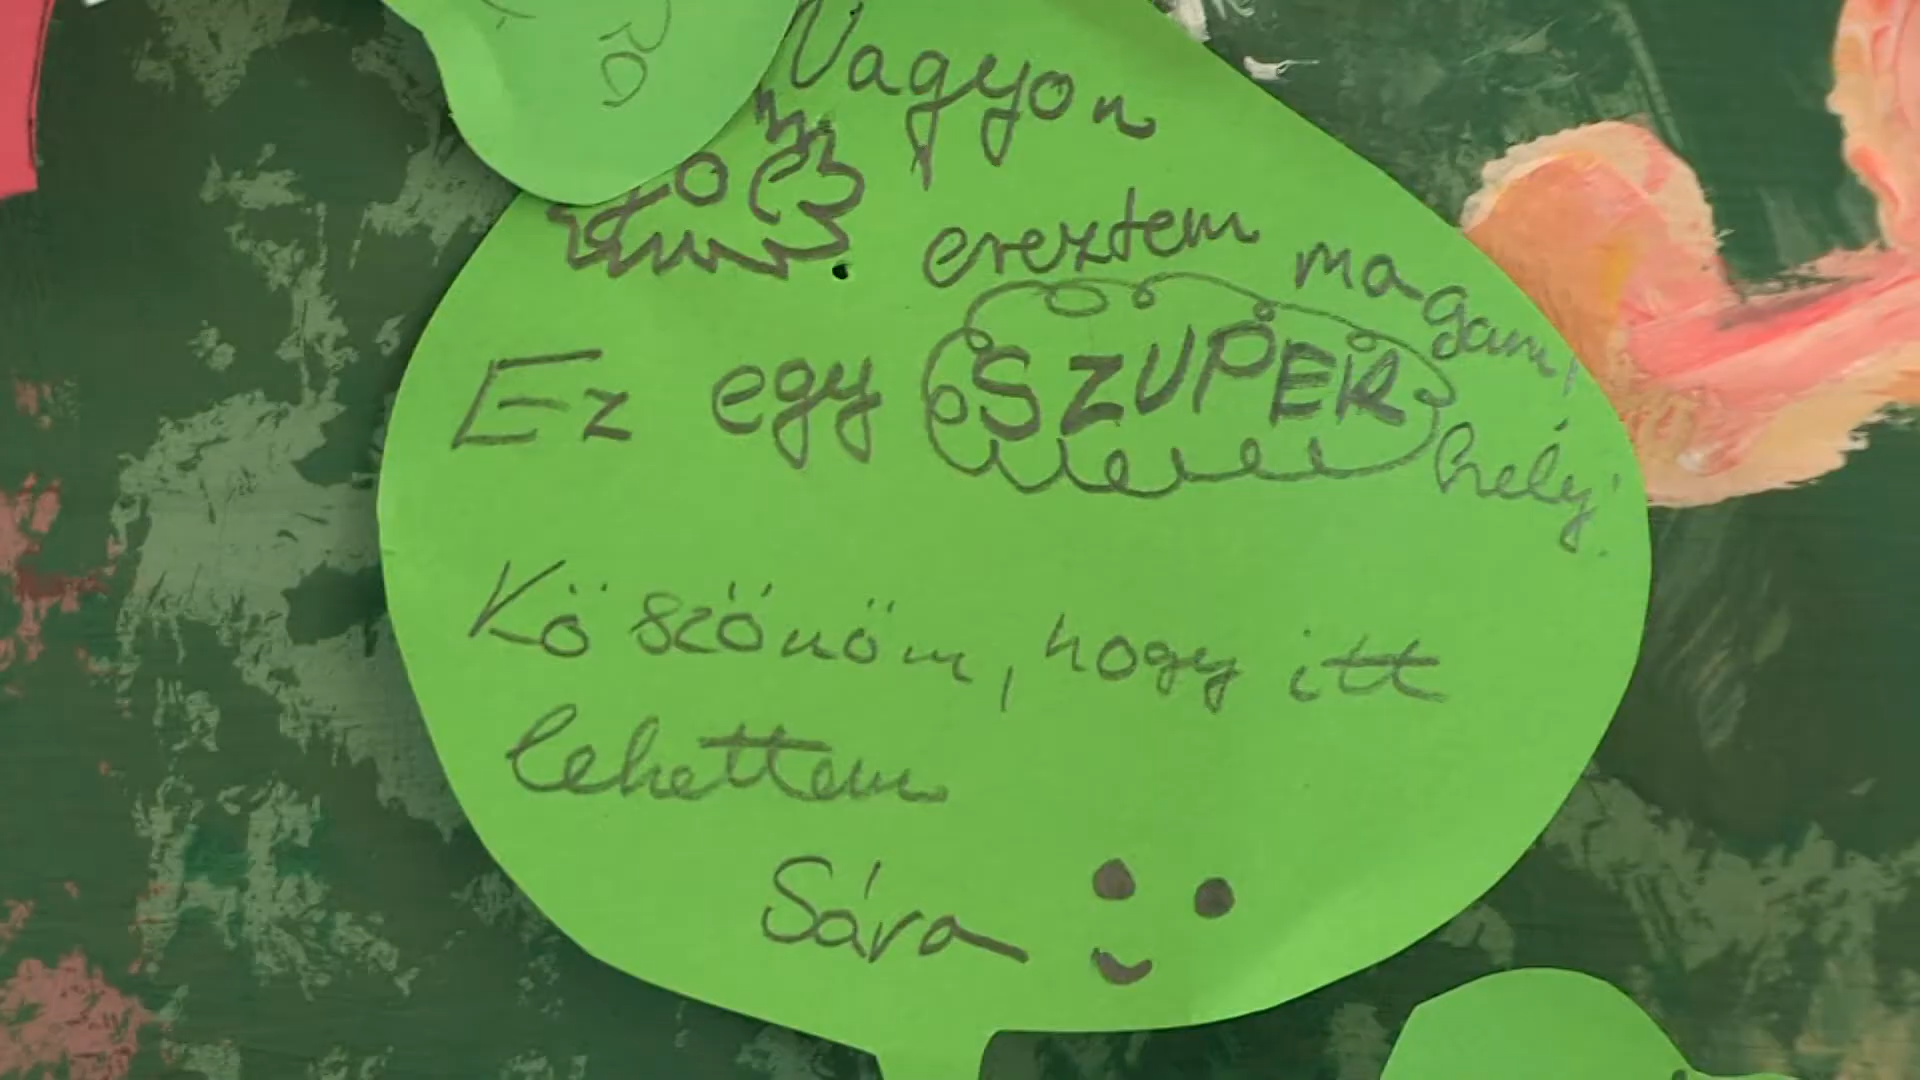 Nagyon
ereztem magam,
Ez egy SZUPER hely.
Köszönöm, hogy itt
lehettem
Sára